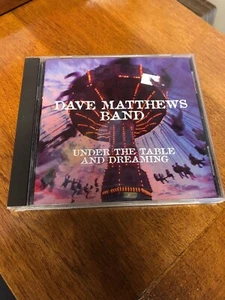 DAVE MATTHEWS
BAND
UNDER THE TABLE
AND DREAMING